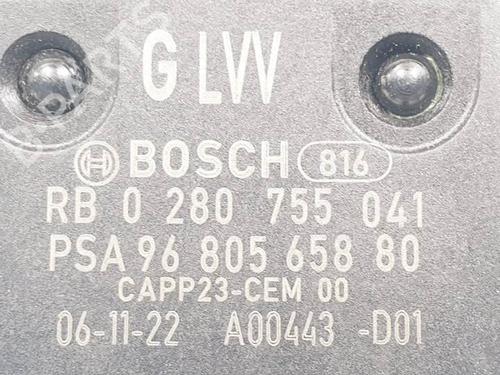 G LVV
BOSCH 816
RB 0 280 755 041
PSA 96 805 658 80
CAPP23-CEM 00
06-11-22 A00443 -D01